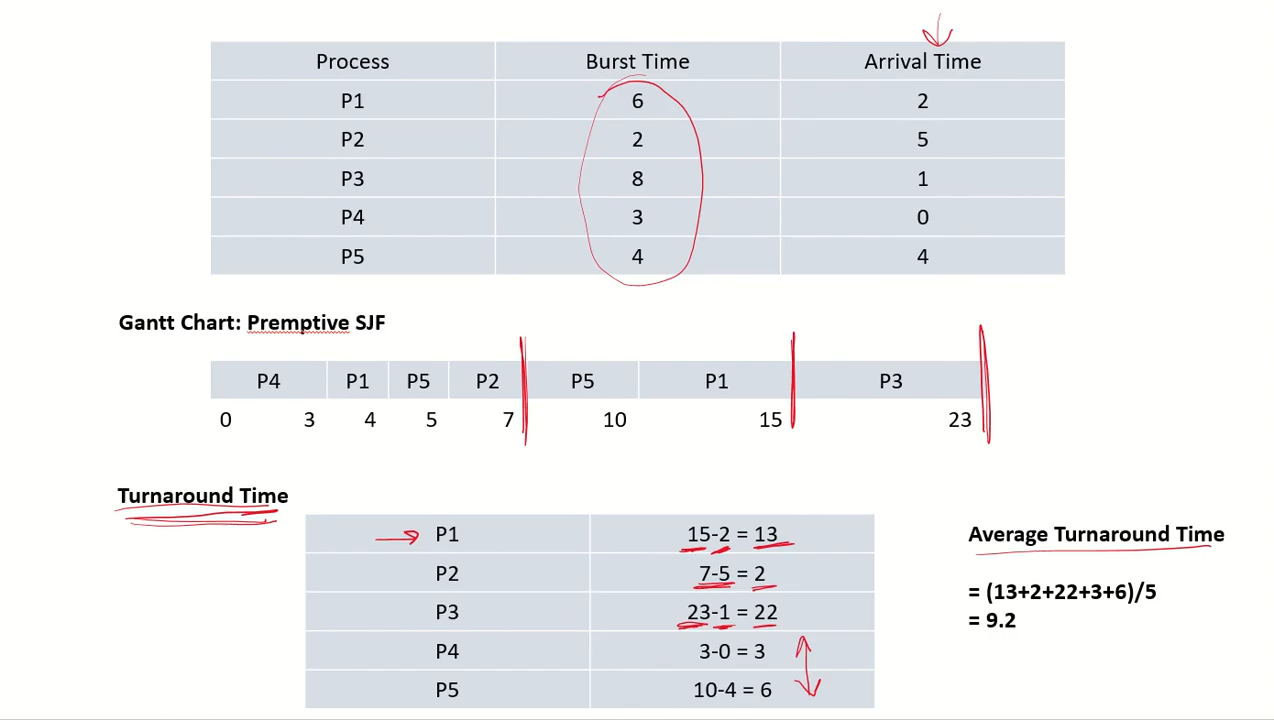 Process Burst Time Arrival Time
P1 6 2
P2 2 5
P3 8 1
P4 3 0
P5 4 4
Gantt Chart: Premptive SJF
P4 P1 P5 P2 P5 P1 P3
0 3 4 5 7 10 15 23
Turnaround Time
P1 15-2 = 13
P2 7-5 = 2
P3 23-1 = 22
P4 3-0 = 3
P5 10-4 = 6
Average Turnaround Time
= (13+2+22+3+6)/5
= 9.2